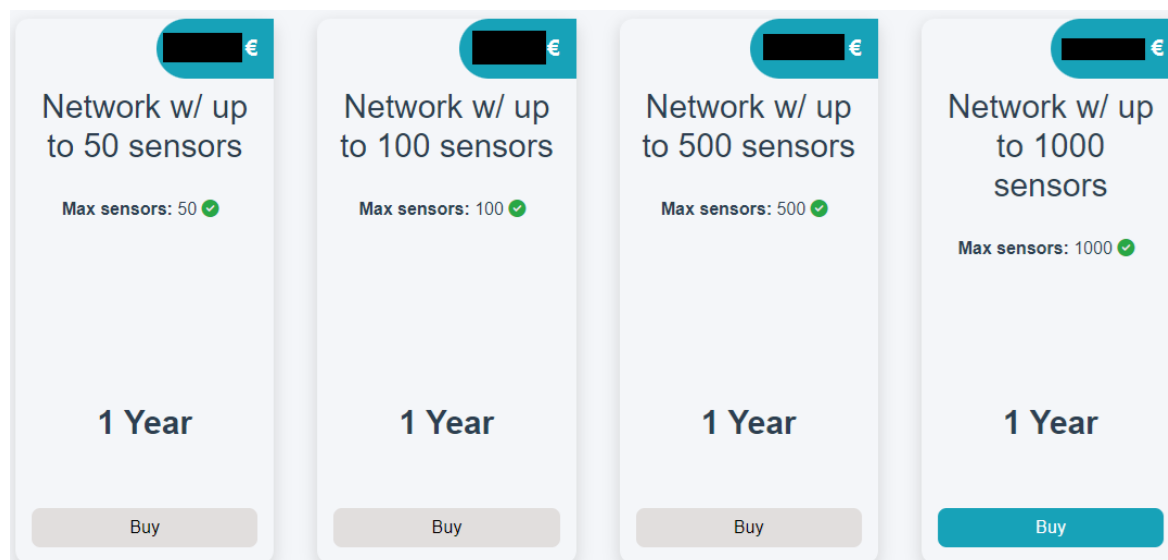 €
Network w/ up
to 50 sensors
Max sensors: 50
1 Year
Buy
€
Network w/ up
to 100 sensors
Max sensors: 100
1 Year
Buy
€
Network w/ up
to 500 sensors
Max sensors: 500
1 Year
Buy
€
Network w/ up
to 1000
sensors
Max sensors: 1000
1 Year
Buy